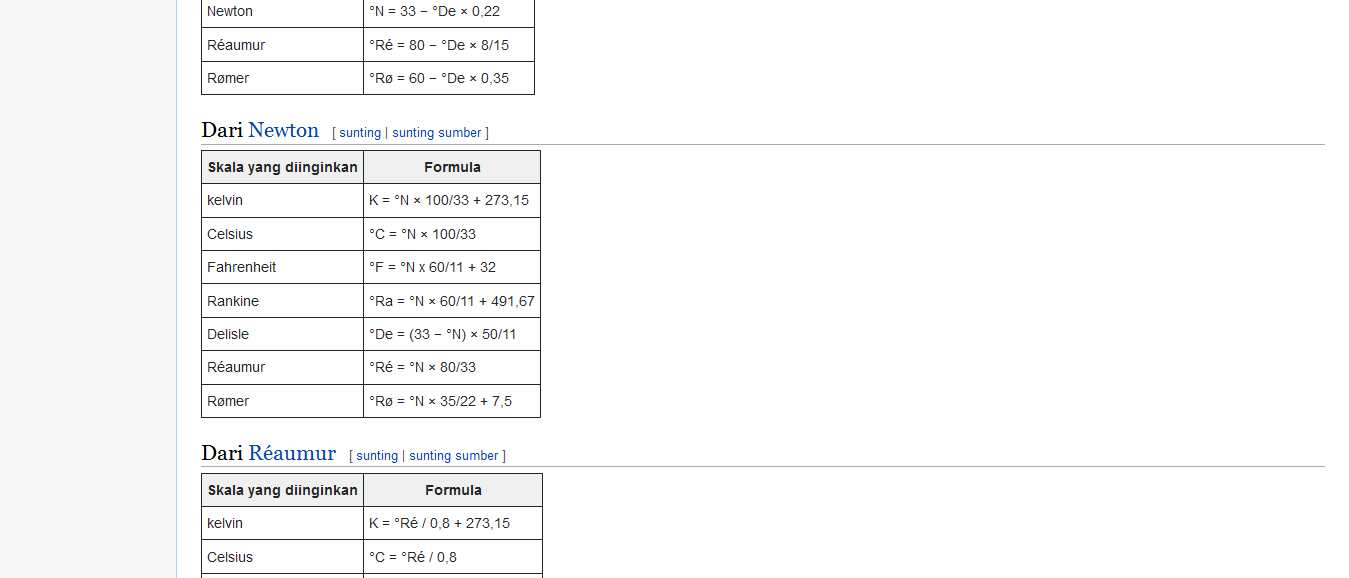 Newton °N = 33 − °De × 0,22
Réaumur °Ré = 80 − °De × 8/15
Rømer °Rø = 60 − °De × 0,35
Dari Newton [ sunting | sunting sumber ]
Skala yang diinginkan Formula
kelvin K = °N × 100/33 + 273,15
Celsius °C = °N × 100/33
Fahrenheit °F = °N x 60/11 + 32
Rankine °Ra = °N × 60/11 + 491,67
Delisle °De = (33 − °N) × 50/11
Réaumur °Ré = °N × 80/33
Rømer °Rø = °N × 35/22 + 7,5
Dari Réaumur [ sunting | sunting sumber ]
Skala yang diinginkan Formula
kelvin K = °Ré / 0,8 + 273,15
Celsius °C = °Ré / 0,8